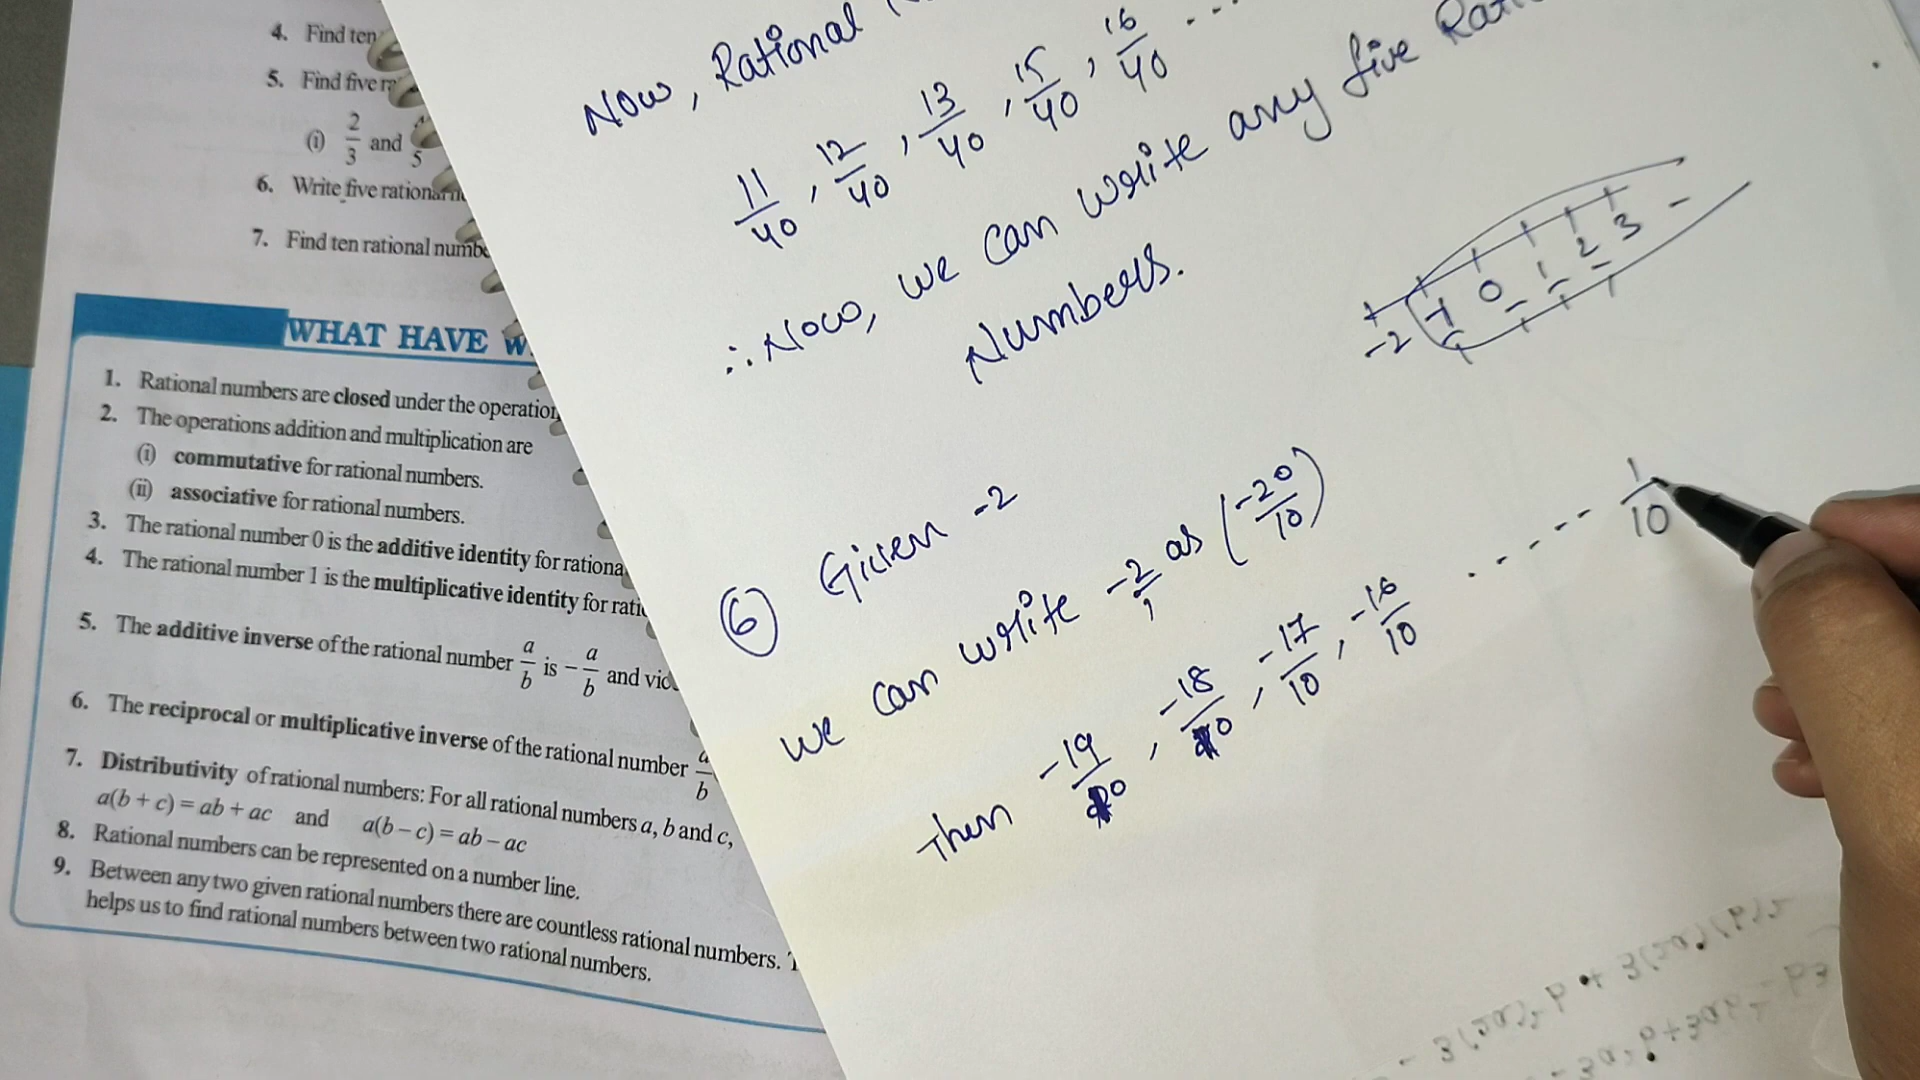 4. Find ten
5. Find five
(i) 2/3 and /5
6. Write five
7. Find ten rational
WHAT HAVE
1. Rational numbers are closed under the
2. The operations addition and multiplication are
(i) commutative for rational numbers.
(ii) associative for rational numbers.
3. The rational number 0 is the additive identity for
4. The rational number 1 is the multiplicative identity for
5. The additive inverse of the rational number a/b is -a/b and
6. The reciprocal or multiplicative inverse of the rational number a/b
7. Distributivity of rational numbers: For all rational numbers a, b and c,
a(b + c) = ab + ac and a(b – c) = ab – ac
8. Rational numbers can be represented on a number line.
9. Between any two given rational numbers there are countless rational numbers.
helps us to find rational numbers between two rational numbers.
Now, Rational
11/40, 12/40, 13/40, 15/40, 16/40 ...
∴ Now, we can write any five
Numbers.
-2 -1 0 1 2 3 -
6 Given -2
we can write -2/1 as (-20/10)
Then -19/10, -18/10, -17/10, -16/10 ...... 1/10